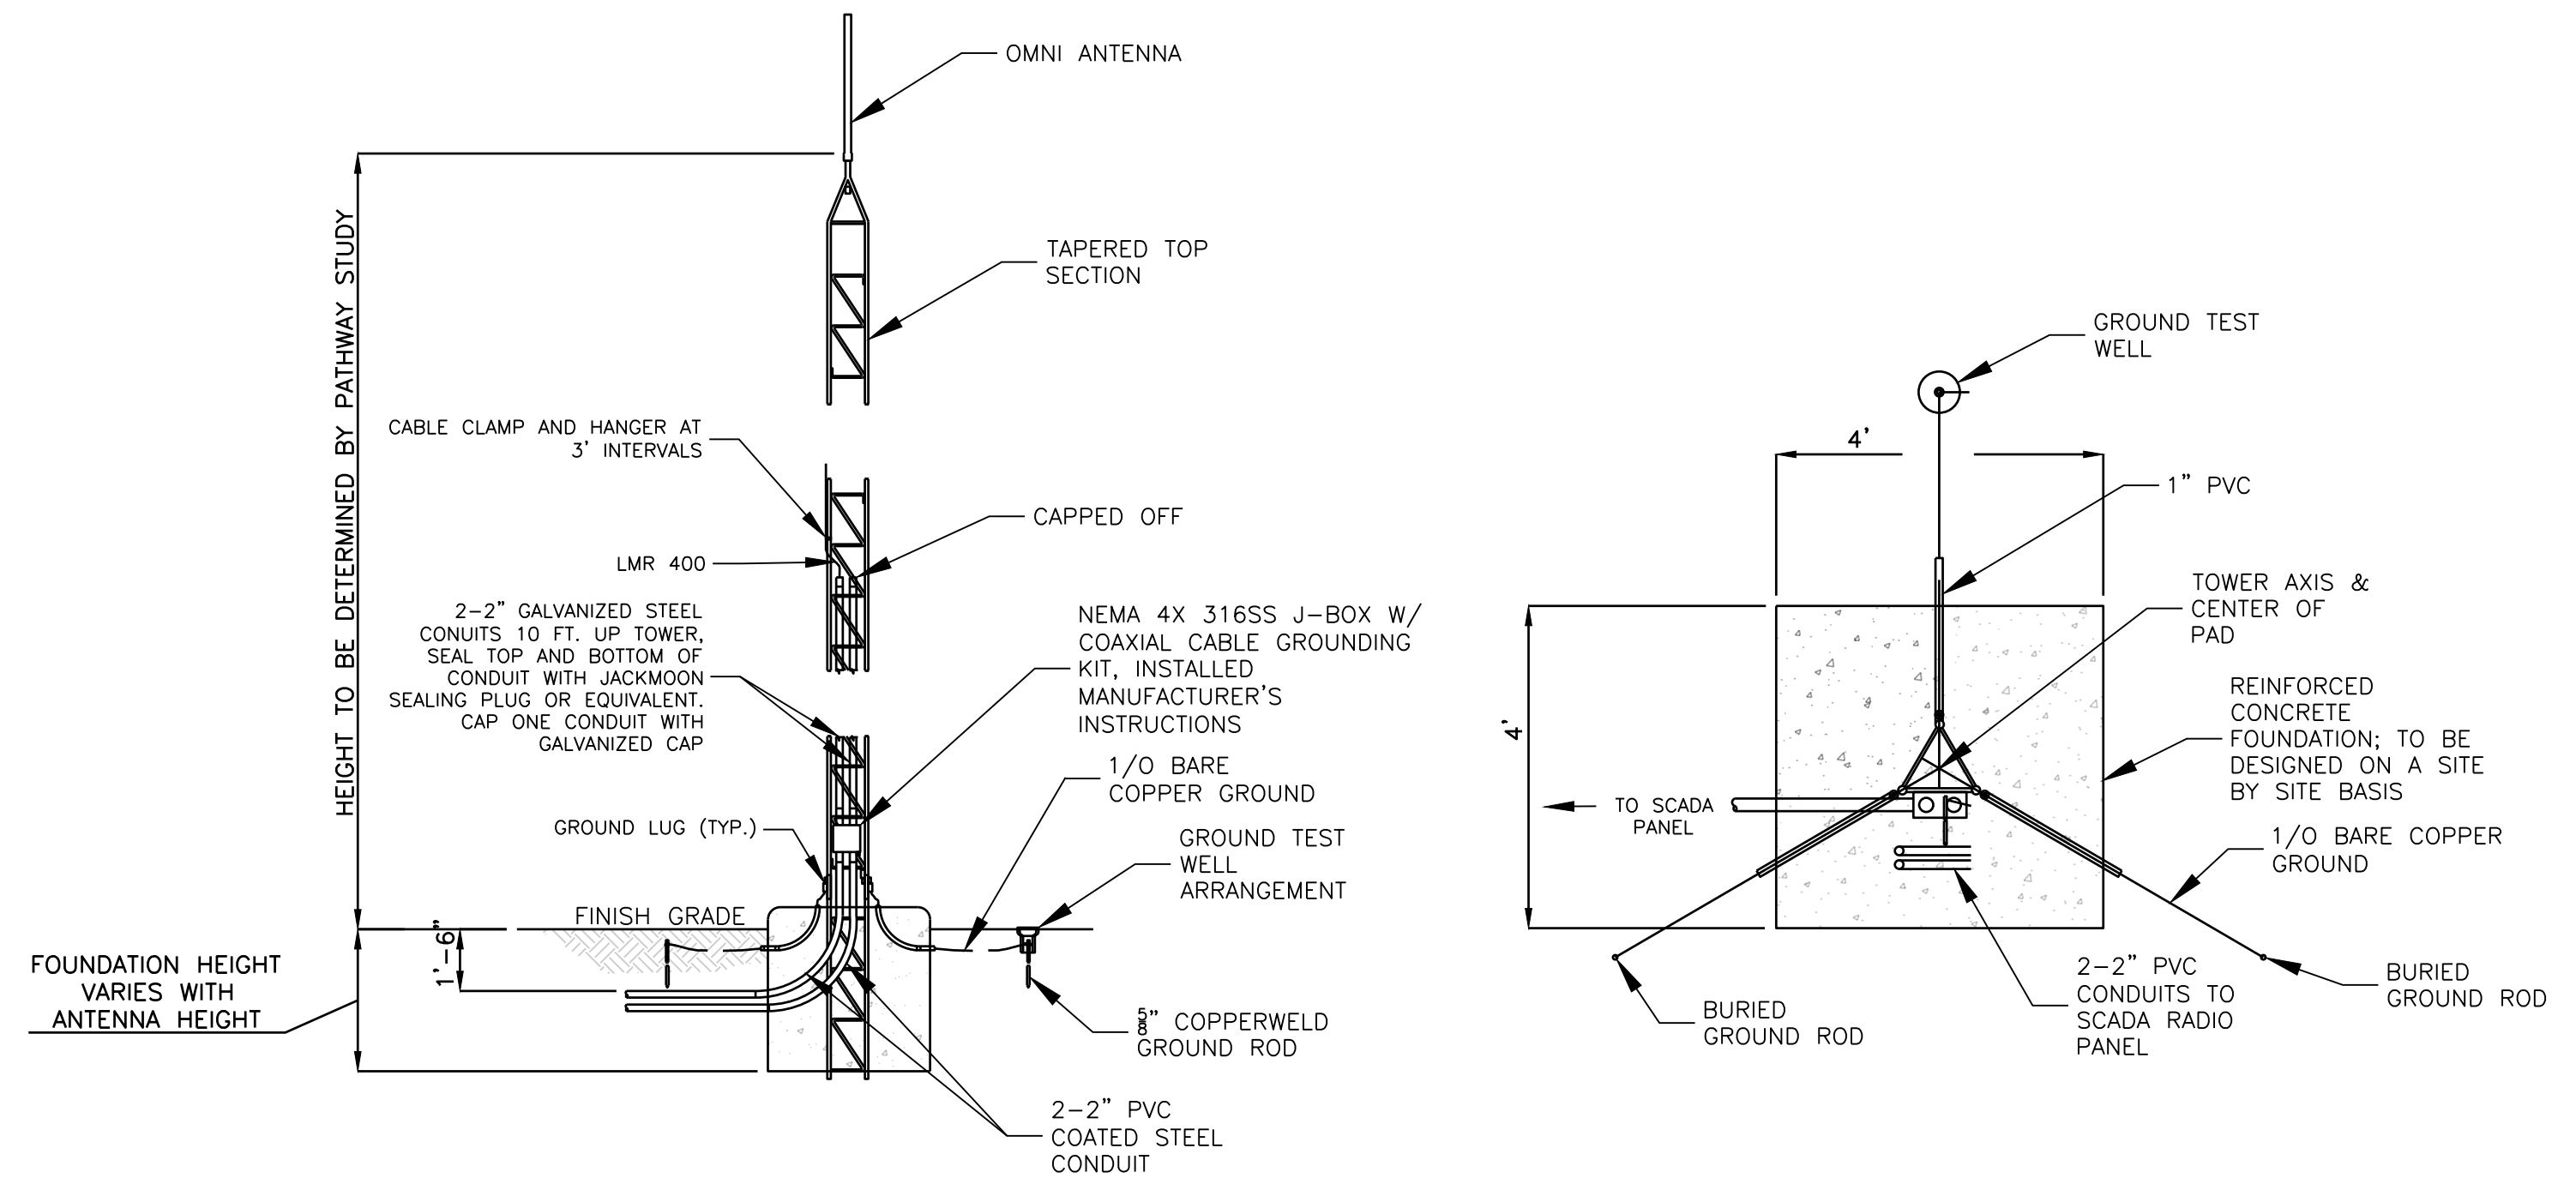 OMNI ANTENNA
HEIGHT TO BE DETERMINED BY PATHWAY STUDY
TAPERED TOP
SECTION
CABLE CLAMP AND HANGER AT
3' INTERVALS
CAPPED OFF
LMR 400
2-2" GALVANIZED STEEL
CONUITS 10 FT. UP TOWER,
SEAL TOP AND BOTTOM OF
CONDUIT WITH JACKMOON
SEALING PLUG OR EQUIVALENT.
CAP ONE CONDUIT WITH
GALVANIZED CAP
NEMA 4X 316SS J-BOX W/
COAXIAL CABLE GROUNDING
KIT, INSTALLED
MANUFACTURER'S
INSTRUCTIONS
1/0 BARE
COPPER GROUND
GROUND LUG (TYP.)
GROUND TEST
WELL
ARRANGEMENT
FINISH GRADE
1'-6"
FOUNDATION HEIGHT
VARIES WITH
ANTENNA HEIGHT
5/8" COPPERWELD
GROUND ROD
2-2" PVC
COATED STEEL
CONDUIT
GROUND TEST
WELL
4'
1" PVC
TOWER AXIS &
CENTER OF
PAD
4'
REINFORCED
CONCRETE
FOUNDATION; TO BE
DESIGNED ON A SITE
BY SITE BASIS
TO SCADA
PANEL
1/0 BARE COPPER
GROUND
2-2" PVC
CONDUITS TO
SCADA RADIO
PANEL
BURIED
GROUND ROD
BURIED
GROUND ROD